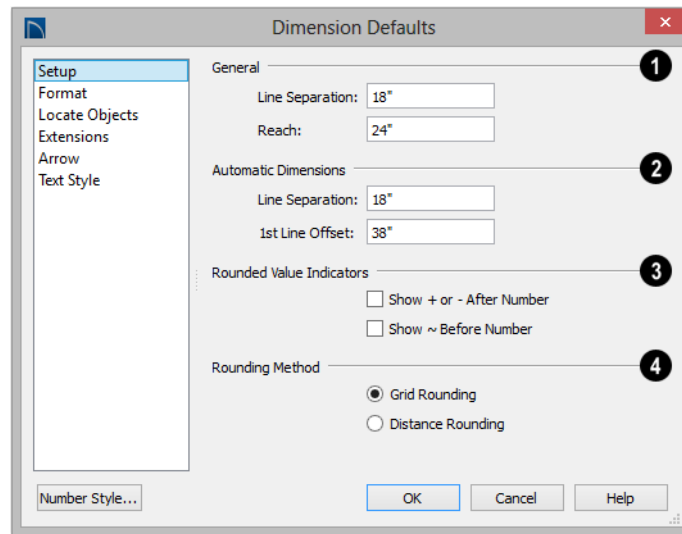 Dimension Defaults
×
Setup
Format
Locate Objects
Extensions
Arrow
Text Style
General
1
Line Separation: 18"
Reach: 24"
Automatic Dimensions
2
Line Separation: 18"
1st Line Offset: 38"
Rounded Value Indicators
3
Show + or - After Number
Show ~ Before Number
Rounding Method
4
Grid Rounding
Distance Rounding
Number Style...
OK
Cancel
Help